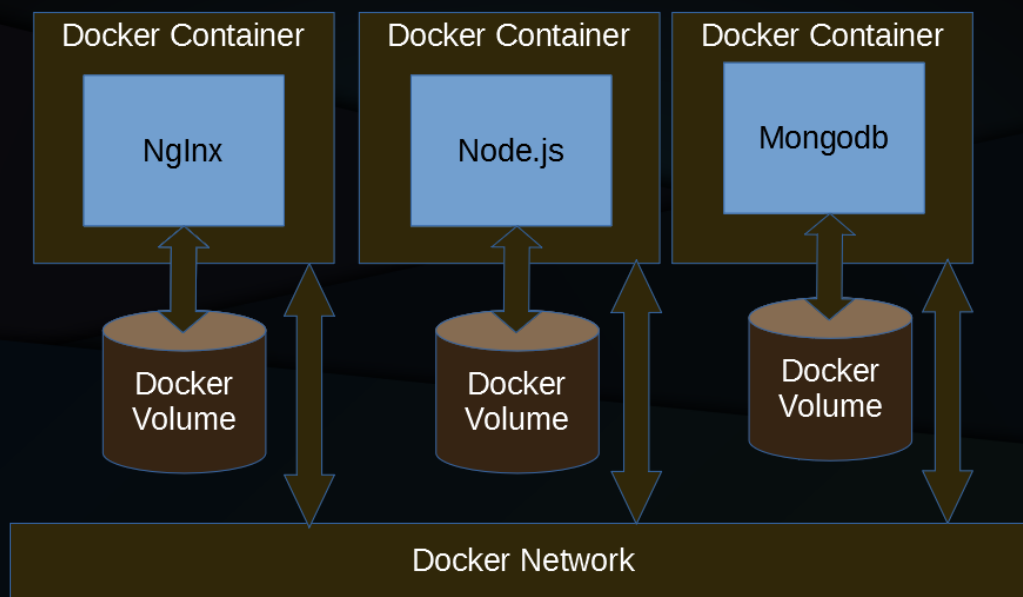 Docker Container
Docker Container
Docker Container
NgInx
Node.js
Mongodb
Docker
Volume
Docker
Volume
Docker
Volume
Docker Network